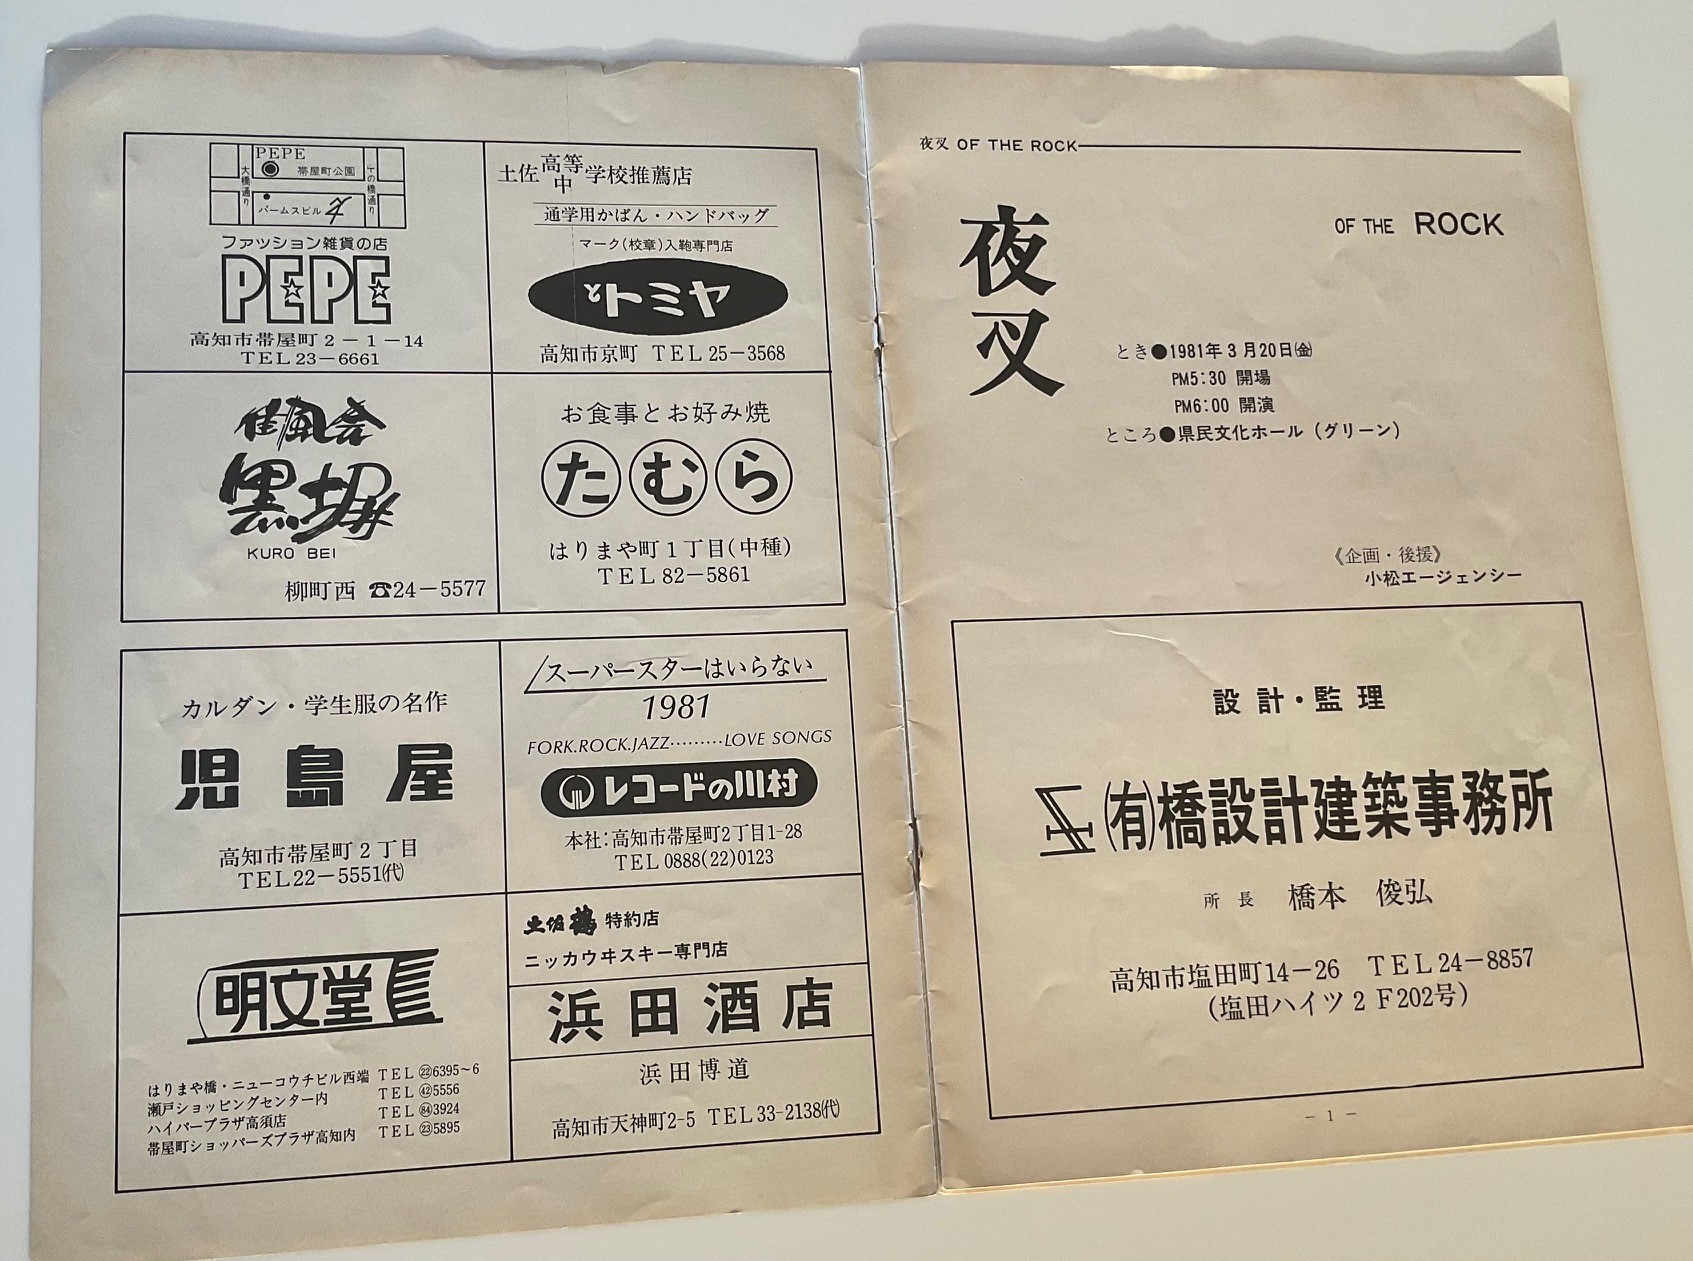 PEPE
帯屋町公園
大橋通り
パームスビル
ファッション雑貨の店
PEPE
高知市帯屋町2-1-14
TEL23-6661
土佐高等中学校推薦店
通学用かばん・ハンドバッグ
マーク(校章)入鞄専門店
とトミヤ
高知市京町 TEL25-3568
佳風舎
黒塀
KURO BEI
柳町西 ☎24-5577
お食事とお好み焼
たむら
はりまや町1丁目(中種)
TEL82-5861
カルダン・学生服の名作
児島屋
高知市帯屋町2丁目
TEL22-5551㈹
スーパースターはいらない
1981
FORK.ROCK.JAZZ………LOVE SONGS
レコードの川村
本社:高知市帯屋町2丁目1-28
TEL0888(22)0123
明文堂
はりまや橋・ニューコウチビル西端 TEL㉒6395~6
瀬戸ショッピングセンター内 TEL㊷5556
ハイパープラザ高須店 TEL(84)3924
帯屋町ショッパーズプラザ高知内 TEL㉓5895
土佐鶴 特約店
ニッカウヰスキー専門店
浜田酒店
浜田博道
高知市天神町2-5 TEL33-2138㈹
夜叉 OF THE ROCK
夜叉
OF THE ROCK
とき●1981年3月20日㈮
PM5:30 開場
PM6:00 開演
ところ●県民文化ホール(グリーン)
《企画・後援》
小松エージェンシー
設計・監理
㈲橋設計建築事務所
所長 橋本 俊弘
高知市塩田町14-26 TEL24-8857
(塩田ハイツ2F202号)
-1-